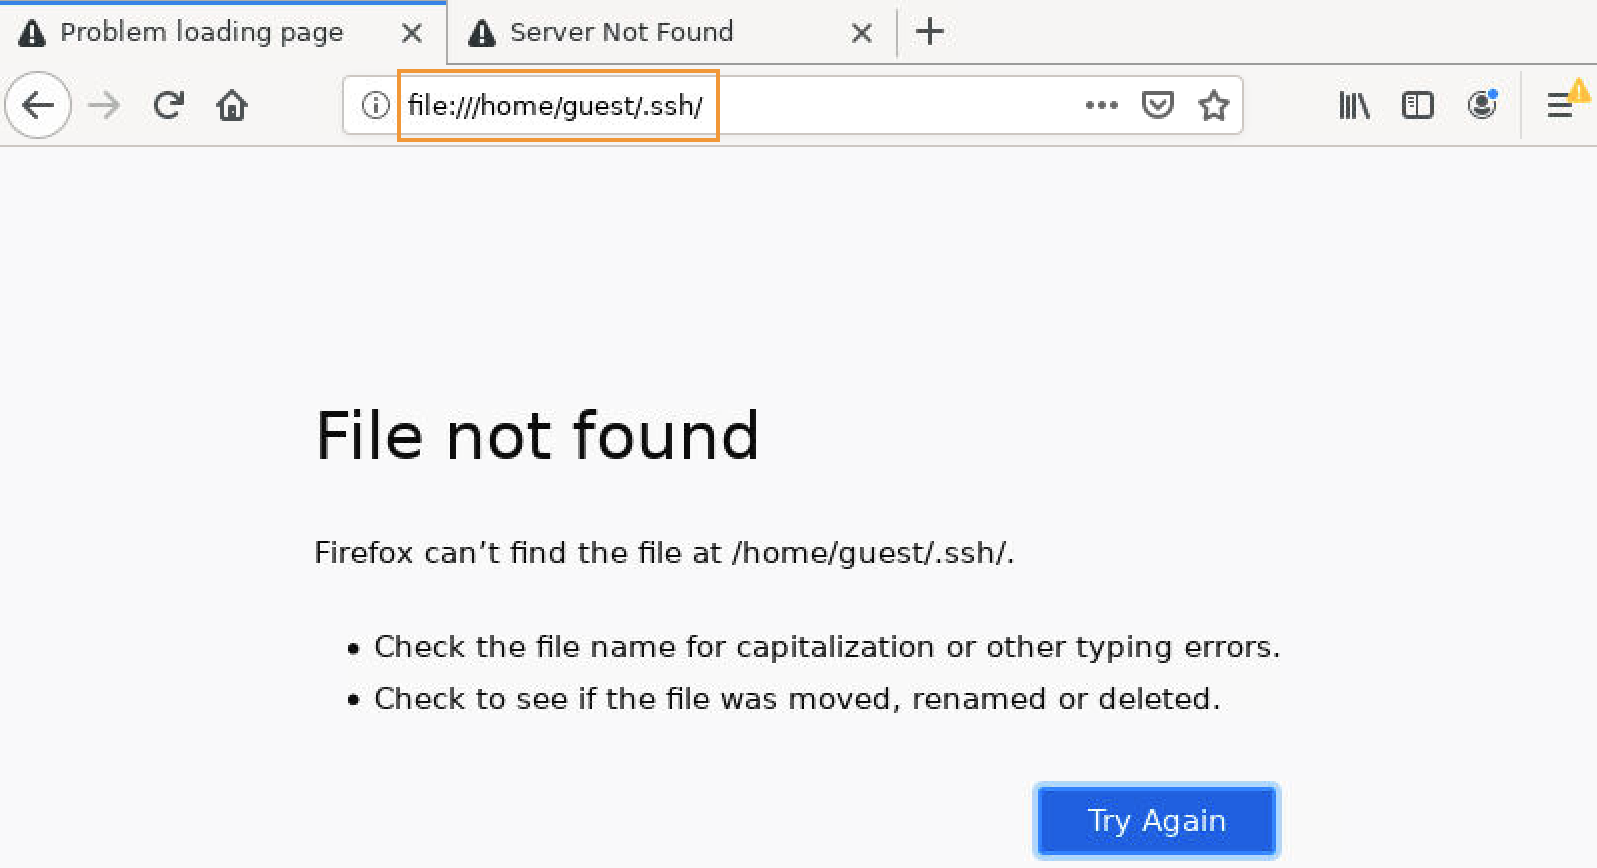 Problem loading page
Server Not Found
file:///home/guest/.ssh/
File not found
Firefox can’t find the file at /home/guest/.ssh/.
• Check the file name for capitalization or other typing errors.
• Check to see if the file was moved, renamed or deleted.
Try Again